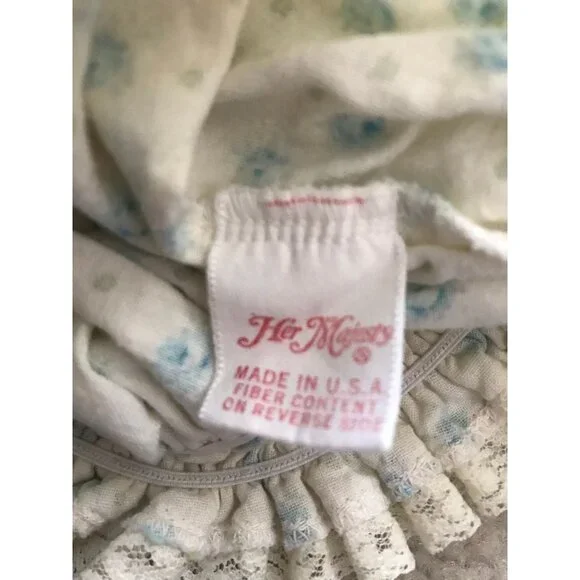 Her Majesty ®
MADE IN U.S.A.
FIBER CONTENT
ON REVERSE SIDE